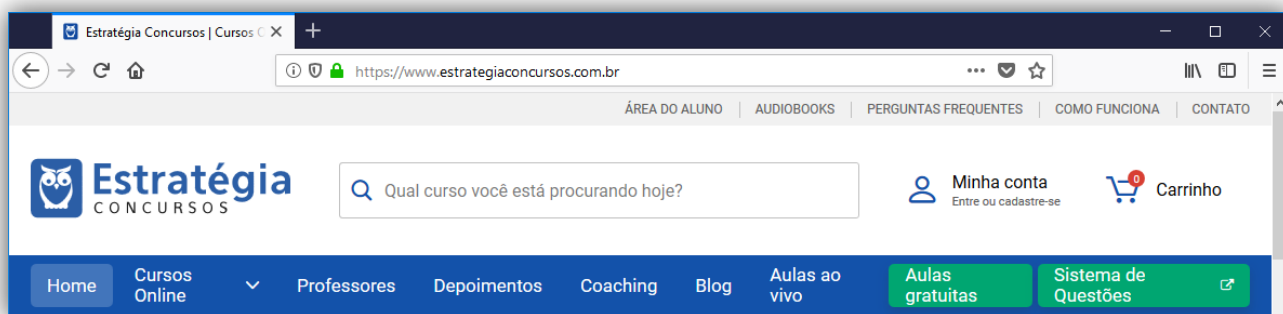 Estratégia Concursos | Cursos
https://www.estrategiaconcursos.com.br
ÁREA DO ALUNO | AUDIOBOOKS | PERGUNTAS FREQUENTES | COMO FUNCIONA | CONTATO
Estratégia
CONCURSOS
Qual curso você está procurando hoje?
Minha conta
Entre ou cadastre-se
0
Carrinho
Home
Cursos
Online
Professores
Depoimentos
Coaching
Blog
Aulas ao
vivo
Aulas
gratuitas
Sistema de
Questões